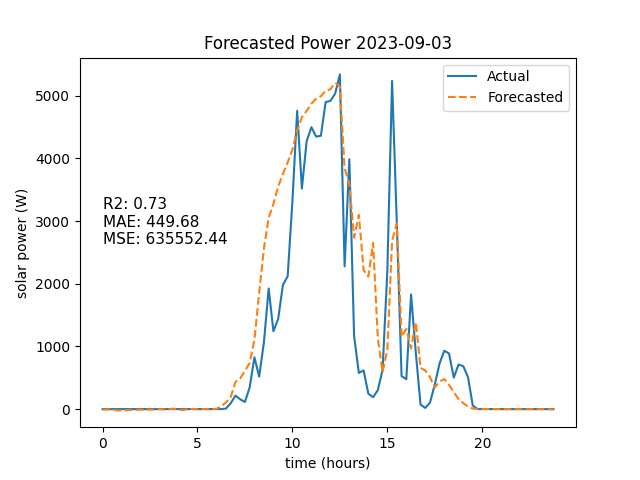 Forecasted Power 2023-09-03
Actual
Forecasted
R2: 0.73
MAE: 449.68
MSE: 635552.44
solar power (W)
5000
4000
3000
2000
1000
0
0 5 10 15 20
time (hours)